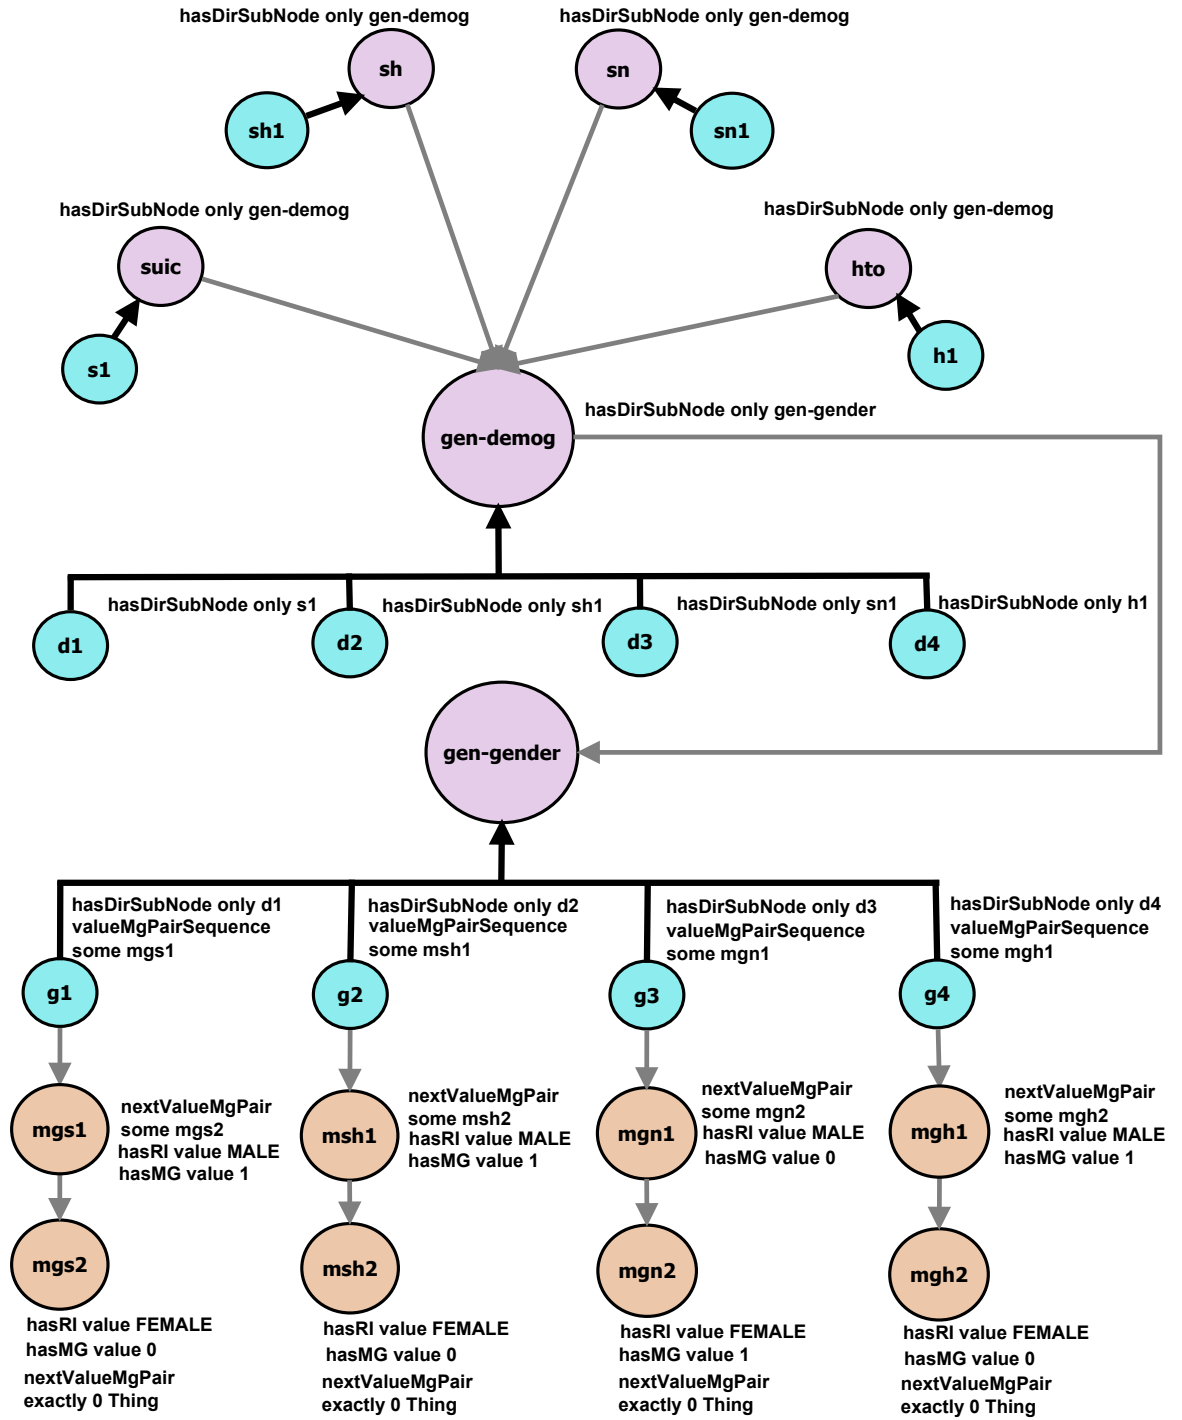 hasDirSubNode only gen-demog
hasDirSubNode only gen-demog
sh
sn
sh1
sn1
hasDirSubNode only gen-demog
hasDirSubNode only gen-demog
suic
hto
s1
h1
hasDirSubNode only gen-gender
gen-demog
hasDirSubNode only s1
hasDirSubNode only sh1
hasDirSubNode only sn1
hasDirSubNode only h1
d1
d2
d3
d4
gen-gender
hasDirSubNode only d1
valueMgPairSequence
some mgs1
hasDirSubNode only d2
valueMgPairSequence
some msh1
hasDirSubNode only d3
valueMgPairSequence
some mgn1
hasDirSubNode only d4
valueMgPairSequence
some mgh1
g1
g2
g3
g4
mgs1
nextValueMgPair
some mgs2
hasRI value MALE
hasMG value 1
msh1
nextValueMgPair
some msh2
hasRI value MALE
hasMG value 1
mgn1
nextValueMgPair
some mgn2
hasRI value MALE
hasMG value 0
mgh1
nextValueMgPair
some mgh2
hasRI value MALE
hasMG value 1
mgs2
msh2
mgn2
mgh2
hasRI value FEMALE
hasMG value 0
nextValueMgPair
exactly 0 Thing
hasRI value FEMALE
hasMG value 0
nextValueMgPair
exactly 0 Thing
hasRI value FEMALE
hasMG value 1
nextValueMgPair
exactly 0 Thing
hasRI value FEMALE
hasMG value 0
nextValueMgPair
exactly 0 Thing